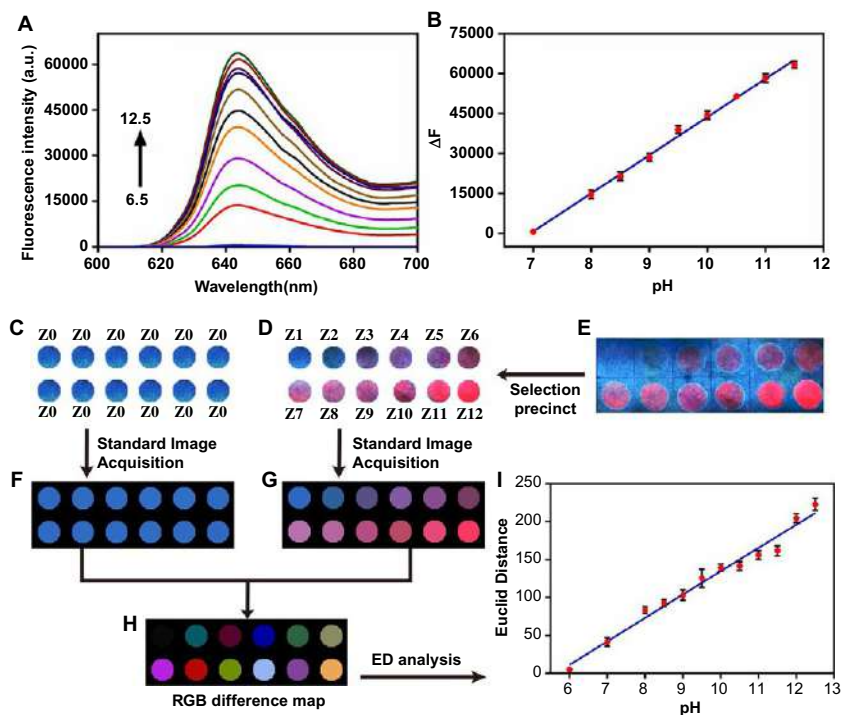 A
Fluorescence intensity (a.u.)
60000
45000
30000
15000
0
12.5
6.5
600 620 640 660 680 700
Wavelength(nm)
B
ΔF
75000
60000
45000
30000
15000
0
7 8 9 10 11 12
pH
C
Z0 Z0 Z0 Z0 Z0 Z0
Z0 Z0 Z0 Z0 Z0 Z0
D
Z1 Z2 Z3 Z4 Z5 Z6
Z7 Z8 Z9 Z10 Z11 Z12
E
Selection
precinct
Standard Image
Acquisition
Standard Image
Acquisition
F
G
H
RGB difference map
ED analysis
I
Euclid Distance
250
200
150
100
50
0
6 7 8 9 10 11 12 13
pH